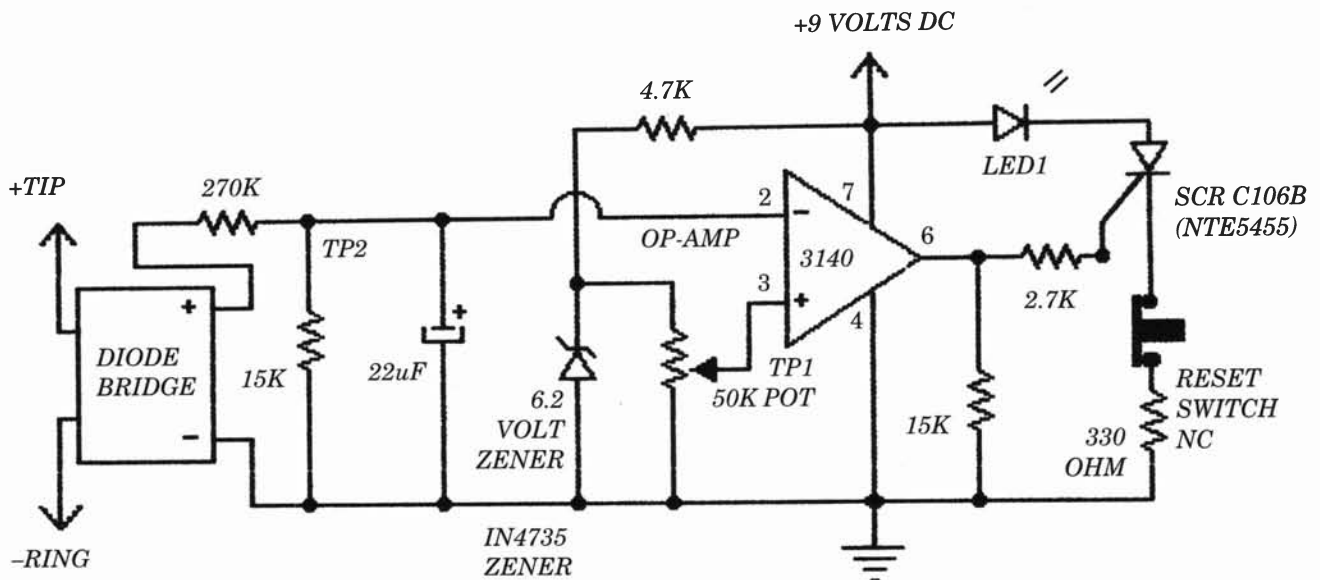 +9 VOLTS DC
4.7K
LED1
SCR C106B
(NTE5455)
+TIP
270K
TP2
OP-AMP
2
7
6
3
4
3140
–
+
2.7K
DIODE
BRIDGE
+
–
15K
22uF
+
6.2
VOLT
ZENER
TP1
50K POT
15K
RESET
SWITCH
NC
330
OHM
–RING
IN4735
ZENER